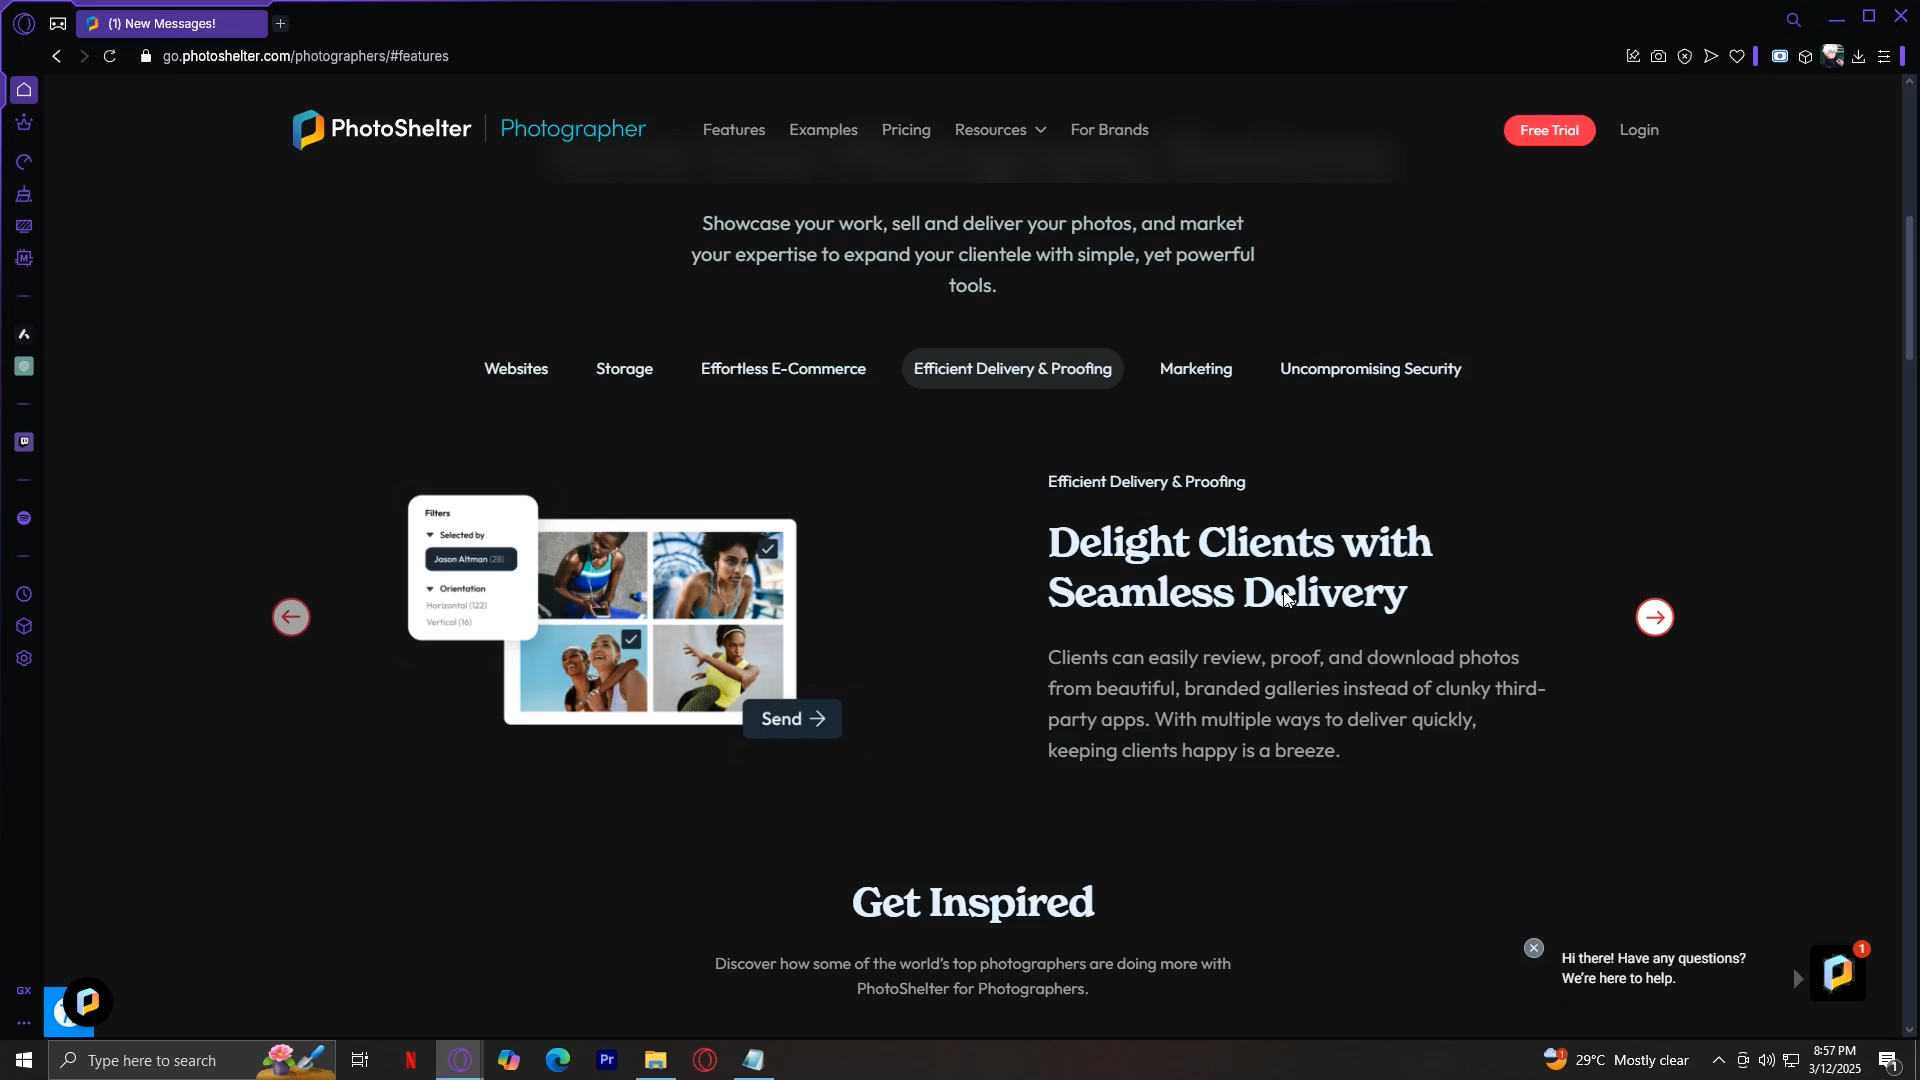 (1) New Messages!
go.photoshelter.com/photographers/#features
PhotoShelter
Photographer
Features
Examples
Pricing
Resources
For Brands
Free Trial
Login
Showcase your work, sell and deliver your photos, and market
your expertise to expand your clientele with simple, yet powerful
tools.
Websites
Storage
Effortless E-Commerce
Efficient Delivery & Proofing
Marketing
Uncompromising Security
Filters
Selected by
Jason Altman (28)
Orientation
Horizontal (122)
Vertical (16)
Send
Efficient Delivery & Proofing
Delight Clients with
Seamless Delivery
Clients can easily review, proof, and download photos
from beautiful, branded galleries instead of clunky third-
party apps. With multiple ways to deliver quickly,
keeping clients happy is a breeze.
Get Inspired
Discover how some of the world's top photographers are doing more with
PhotoShelter for Photographers.
Hi there! Have any questions?
We're here to help.
1
GX
Type here to search
Pr
1
29°C Mostly clear
8:57 PM
3/12/2025
1